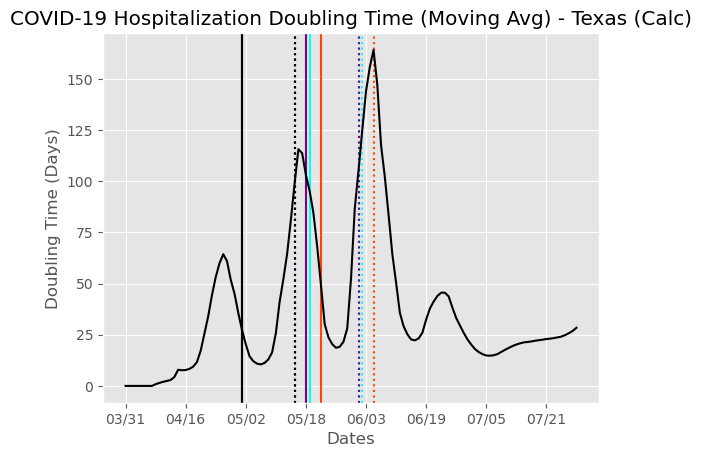 COVID-19 Hospitalization Doubling Time (Moving Avg) - Texas (Calc)
Doubling Time (Days)
150
125
100
75
50
25
0
03/31 04/16 05/02 05/18 06/03 06/19 07/05 07/21
Dates